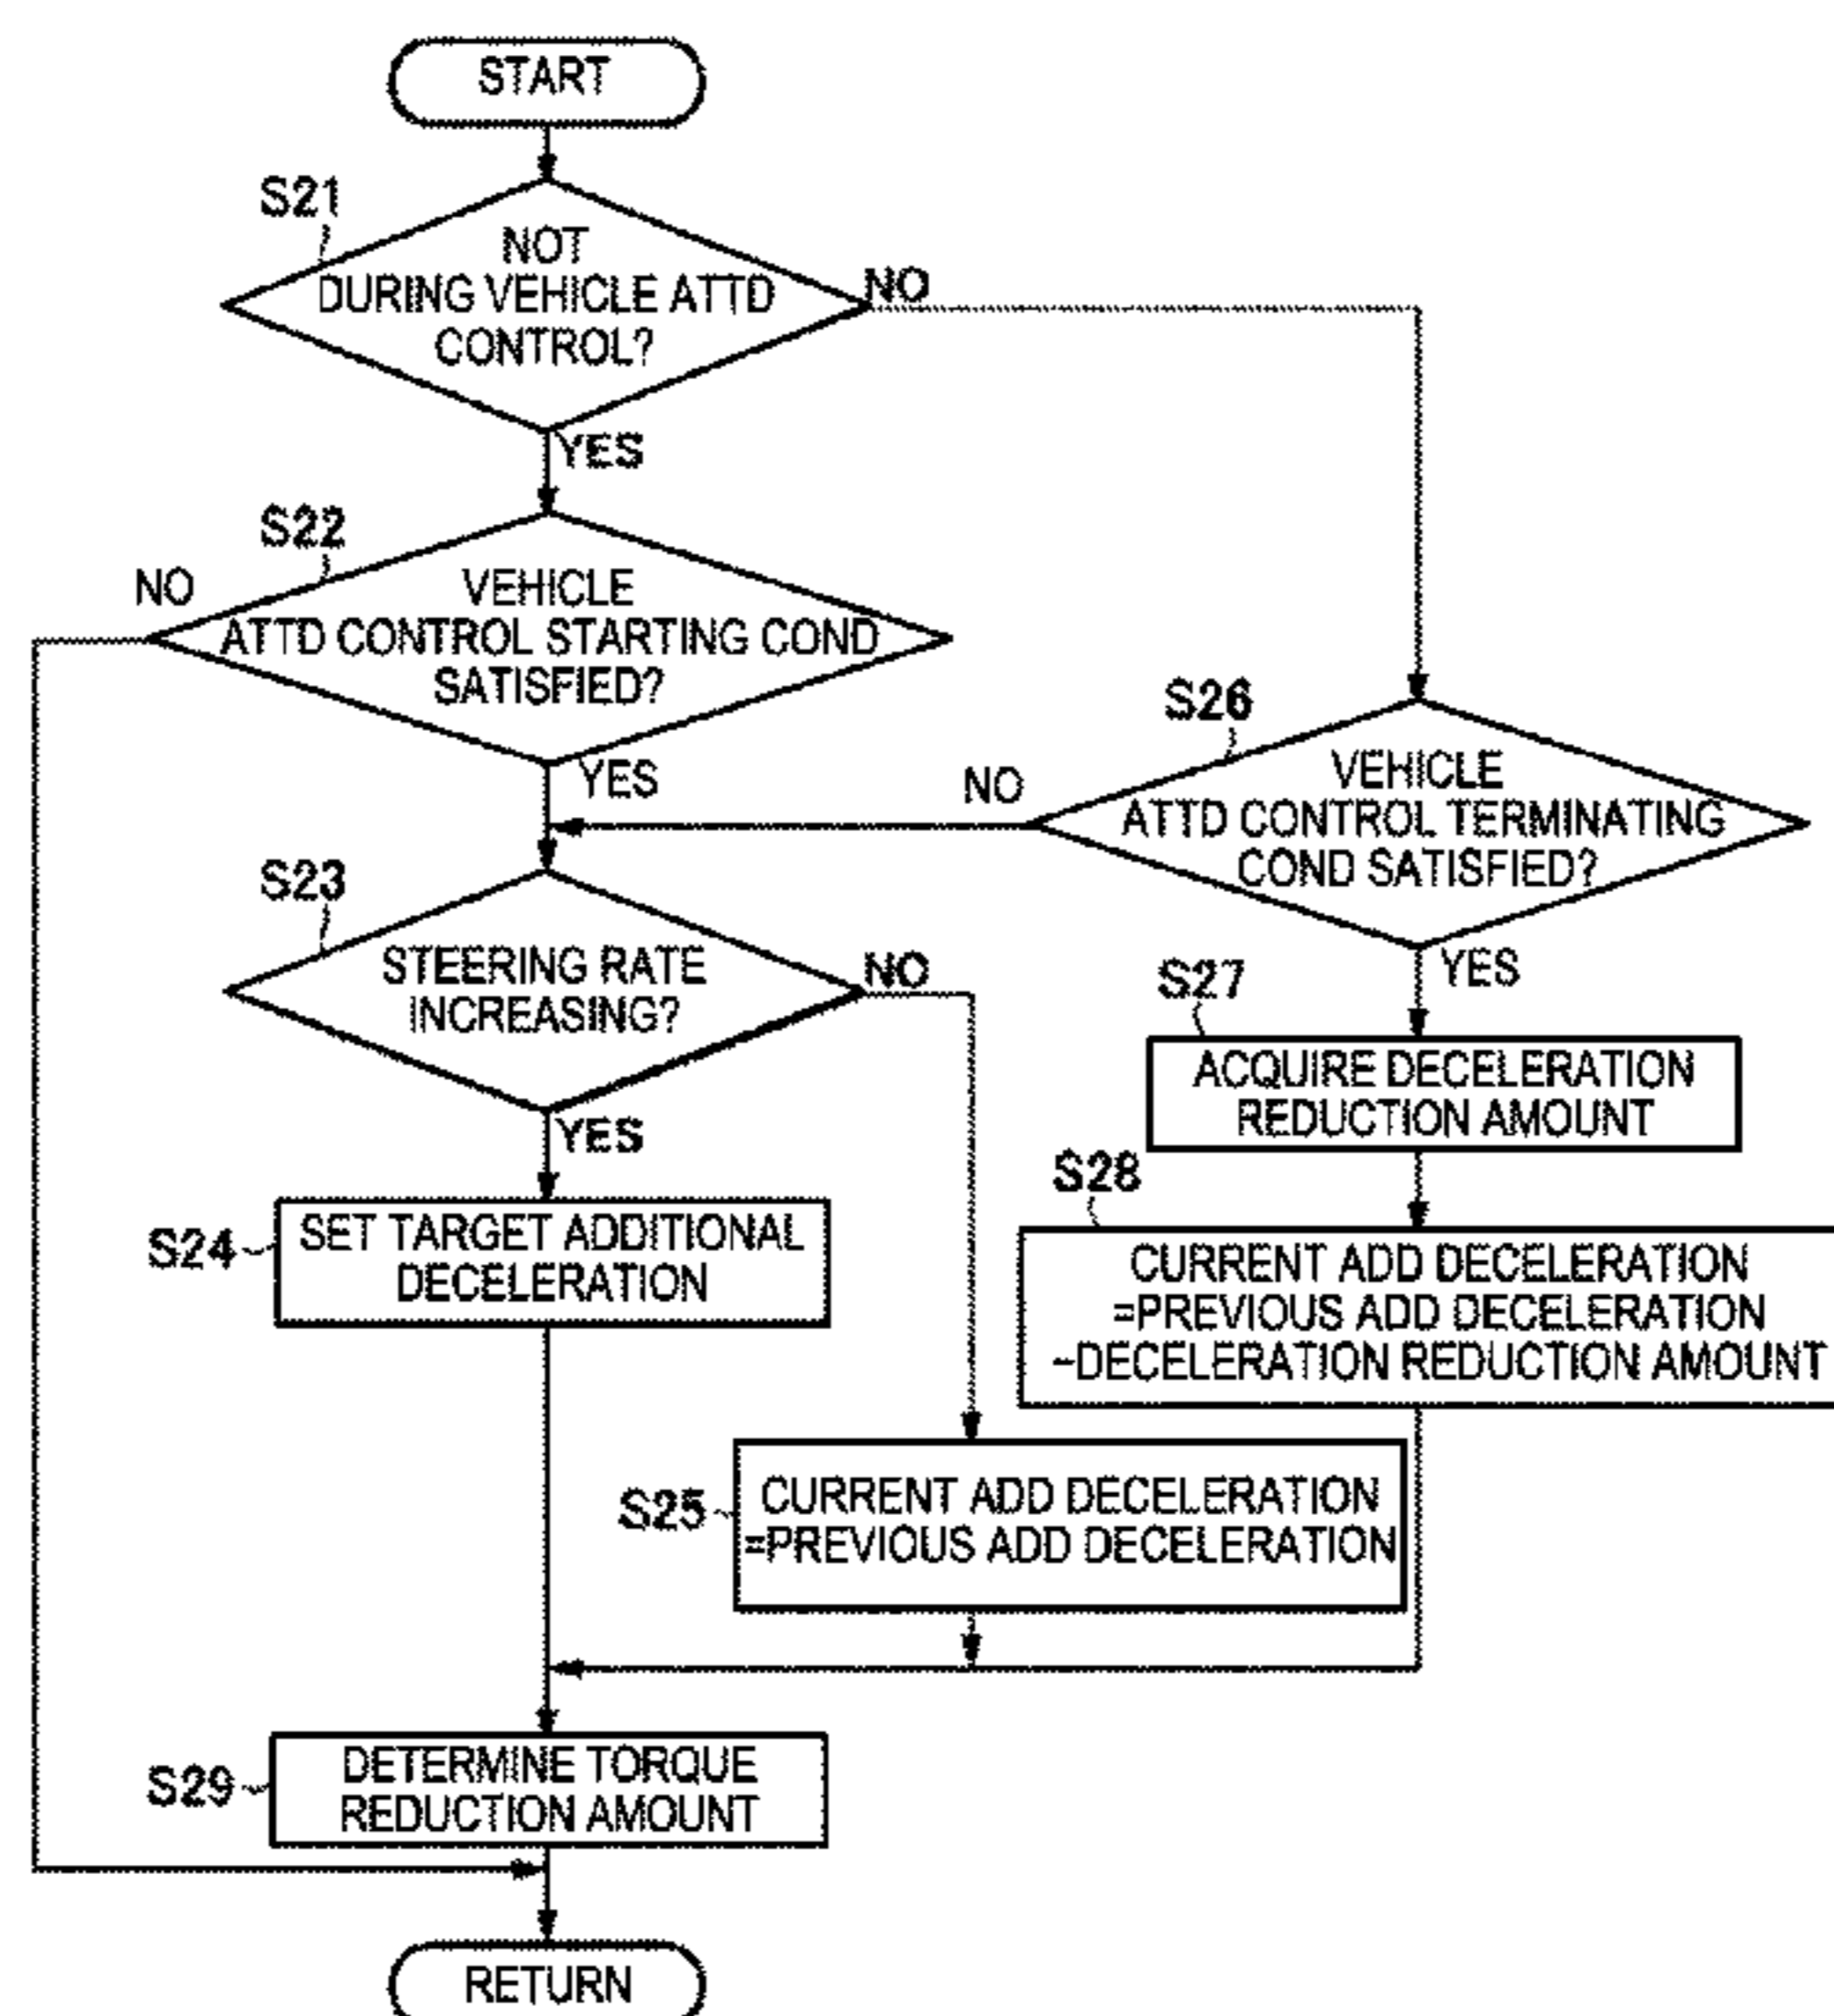 START
S21
NOT
DURING VEHICLE ATTD
CONTROL?
NO
YES
S22
NO
VEHICLE
ATTD CONTROL STARTING COND
SATISFIED?
YES
S26
NO
VEHICLE
ATTD CONTROL TERMINATING
COND SATISFIED?
YES
S23
STEERING RATE
INCREASING?
NO
YES
S27
ACQUIRE DECELERATION
REDUCTION AMOUNT
S28
CURRENT ADD DECELERATION
=PREVIOUS ADD DECELERATION
-DECELERATION REDUCTION AMOUNT
S24
SET TARGET ADDITIONAL
DECELERATION
S25
CURRENT ADD DECELERATION
=PREVIOUS ADD DECELERATION
S29
DETERMINE TORQUE
REDUCTION AMOUNT
RETURN